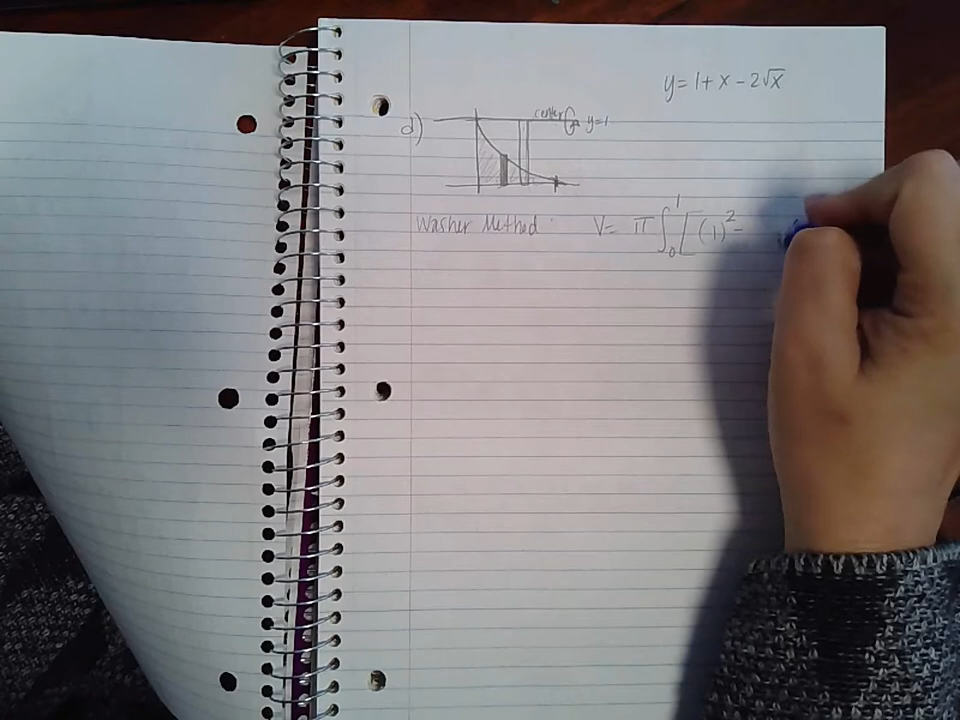 y = 1 + x - 2√x
d) center y=1
Washer Method: V = π ∫₀¹ [(1)² -